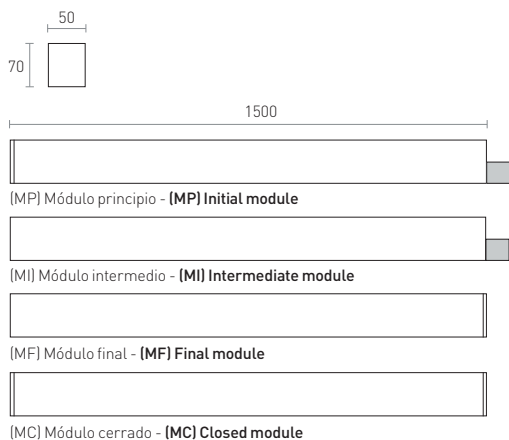 50
70
1500
(MP) Módulo principio - (MP) Initial module
(MI) Módulo intermedio - (MI) Intermediate module
(MF) Módulo final - (MF) Final module
(MC) Módulo cerrado - (MC) Closed module